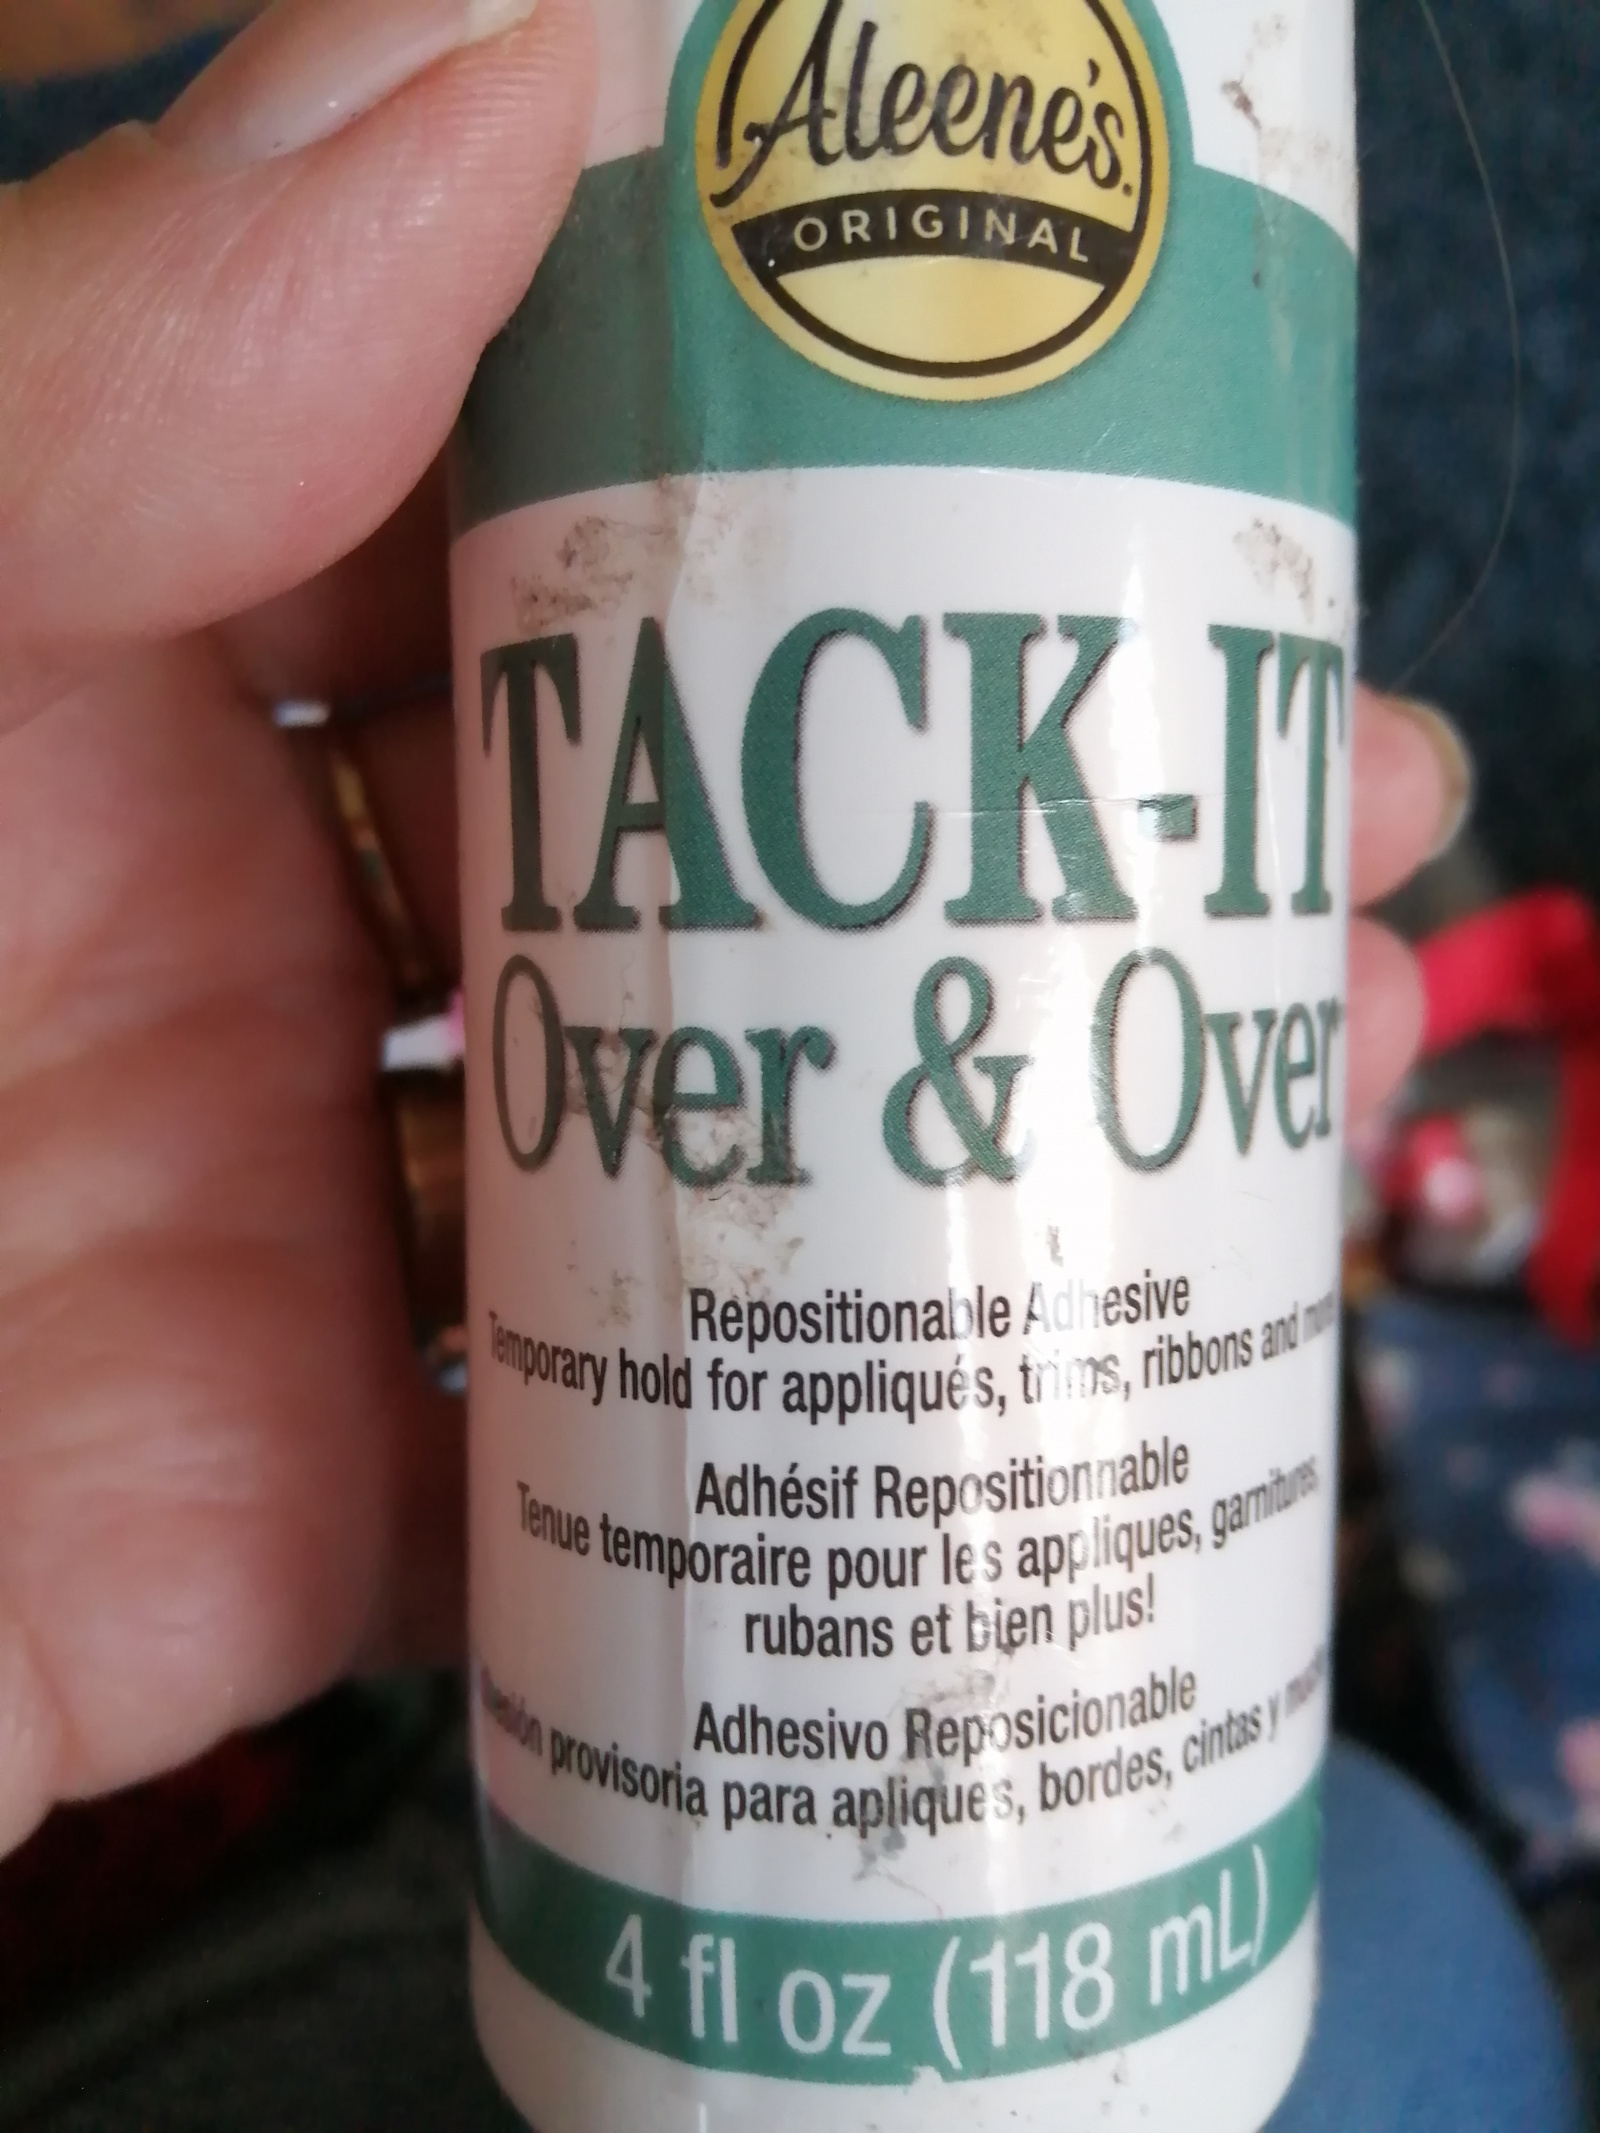 Aleene's
ORIGINAL
TACK-IT
Over & Over
Repositionable Adhesive
Temporary hold for appliqués, trims, ribbons and more
Adhésif Repositionnable
Tenue temporaire pour les appliques, garnitures,
rubans et bien plus!
Adhesivo Reposicionable
provisoria para apliques, bordes, cintas y
4 fl oz (118 mL)